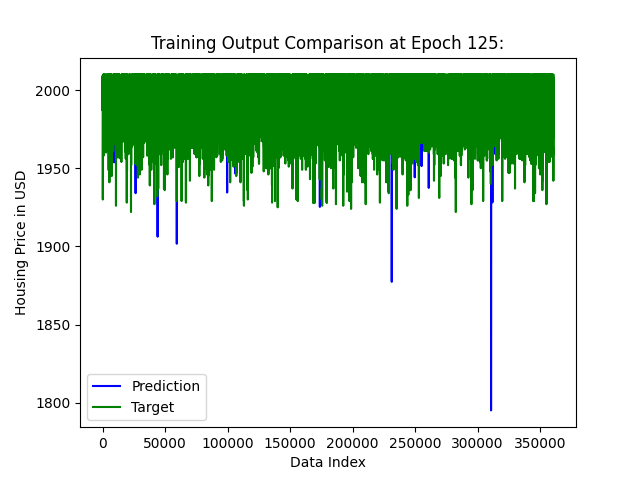 Training Output Comparison at Epoch 125:
Housing Price in USD
2000
1950
1900
1850
1800
Prediction
Target
0 50000 100000 150000 200000 250000 300000 350000
Data Index